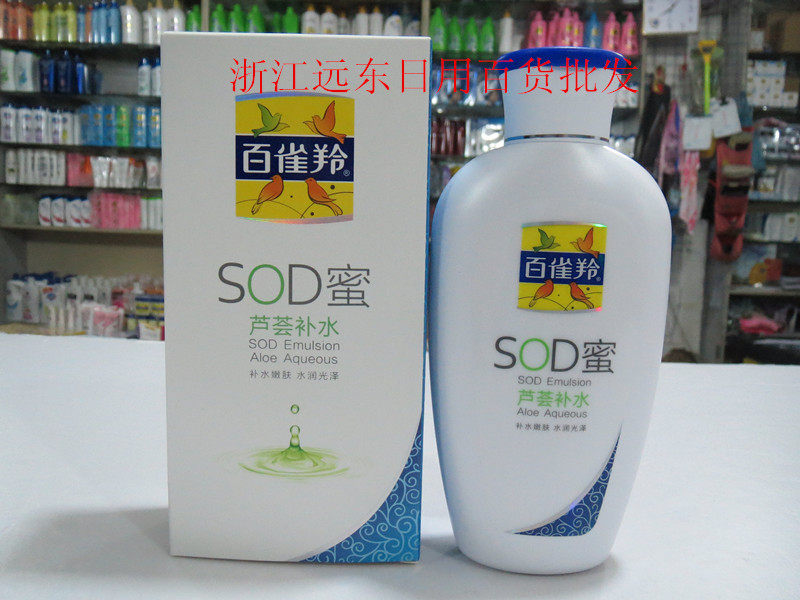 浙江远东日用百货批发
百雀羚®
SOD蜜
芦荟补水
SOD Emulsion
Aloe Aqueous
补水嫩肤 水润光泽
百雀羚®
SOD蜜
SOD Emulsion
芦荟补水
Aloe Aqueous
补水嫩肤 水润光泽